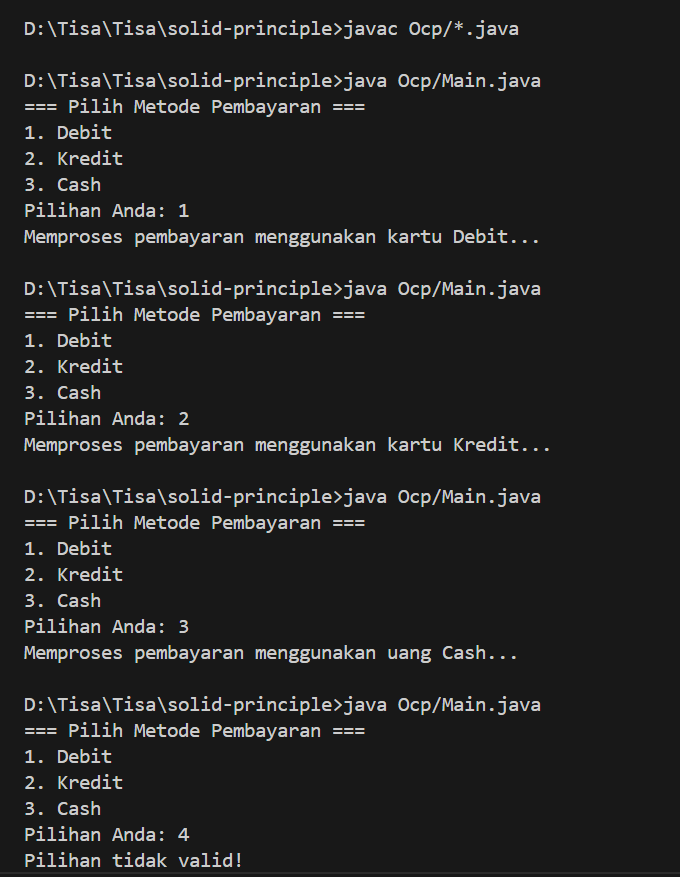 D:\Tisa\Tisa\solid-principle>javac Ocp/*.java
D:\Tisa\Tisa\solid-principle>java Ocp/Main.java
=== Pilih Metode Pembayaran ===
1. Debit
2. Kredit
3. Cash
Pilihan Anda: 1
Memproses pembayaran menggunakan kartu Debit...
D:\Tisa\Tisa\solid-principle>java Ocp/Main.java
=== Pilih Metode Pembayaran ===
1. Debit
2. Kredit
3. Cash
Pilihan Anda: 2
Memproses pembayaran menggunakan kartu Kredit...
D:\Tisa\Tisa\solid-principle>java Ocp/Main.java
=== Pilih Metode Pembayaran ===
1. Debit
2. Kredit
3. Cash
Pilihan Anda: 3
Memproses pembayaran menggunakan uang Cash...
D:\Tisa\Tisa\solid-principle>java Ocp/Main.java
=== Pilih Metode Pembayaran ===
1. Debit
2. Kredit
3. Cash
Pilihan Anda: 4
Pilihan tidak valid!